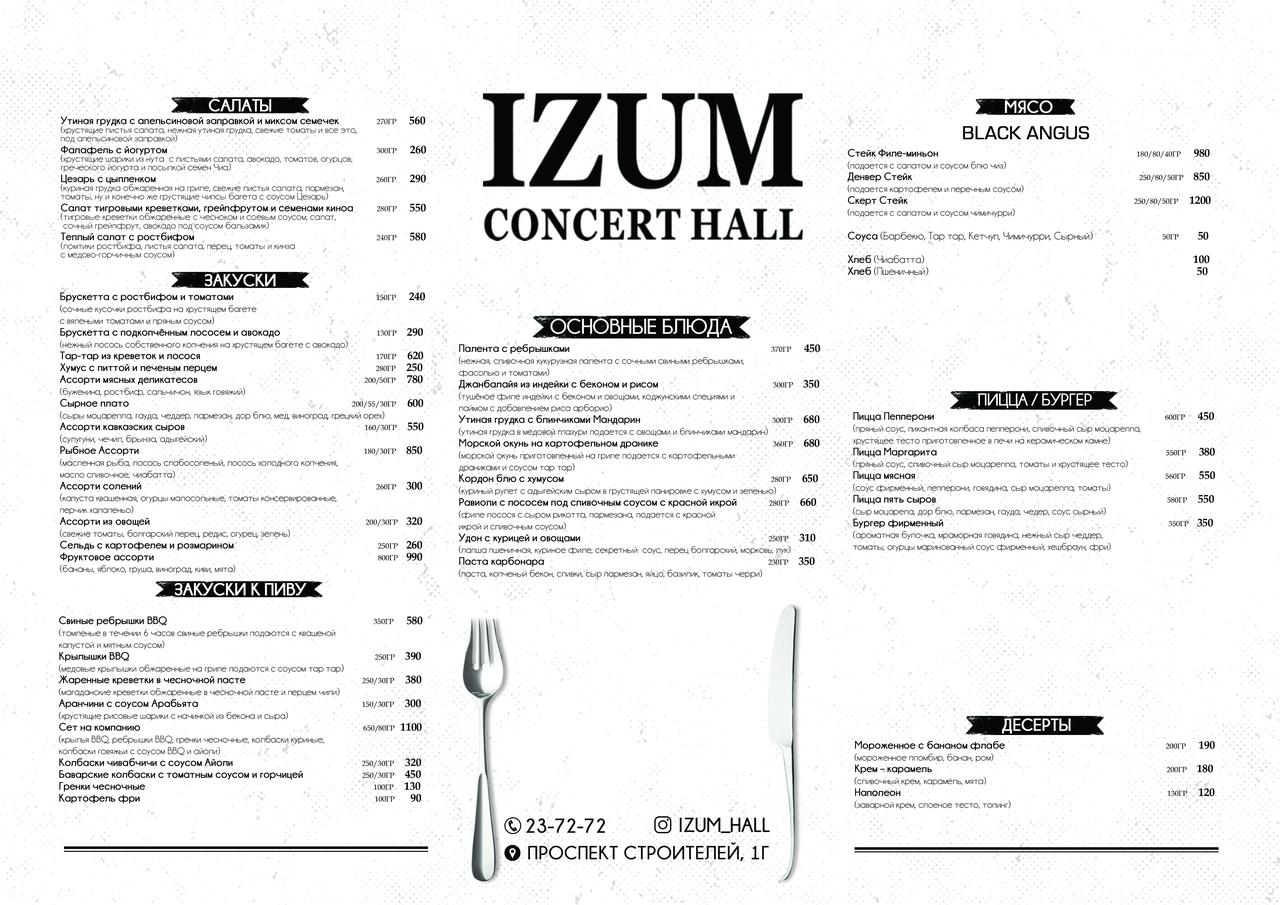 САЛАТЫ
Утиная грудка с апельсиновой заправкой и миксом семечек 270ГР 560
(хрустящие листья салата, нежная утиная грудка, свежие томаты и все это,
под апельсиновой заправкой)
Фалафель с йогуртом 300ГР 260
(хрустящие шарики из нута с листьями салата, авокадо, томатов, огурцов,
греческого йогурта и посыпкой семен Чиа)
Цезарь с цыпленком 260ГР 290
(куриная грудка обжаренная на грипе, свежие листья салата, пармезан,
томаты, ну и конечно же грустящие чипсы багета с соусом Цезарь)
Салат тигровыми креветками, грейпфрутом и семенами киноа 280ГР 550
(тигровые креветки обжаренные с чесноком и соевым соусом, салат,
сочный грейпфрут, авокадо под соусом бальзамик)
Теплый салат с ростбифом 240ГР 580
(ломтики ростбифа, листья салата, перец, томаты и кинза
с медово-горчичным соусом)
ЗАКУСКИ
Брускетта с ростбифом и томатами 150ГР 240
(сочные кусочки ростбифа на хрустящем багете
с вялеными томатами и пряным соусом)
Брускетта с подкопчённым лососем и авокадо 130ГР 290
(нежный лосось собственного копчения на хрустящем багете с авокадо)
Тар-тар из креветок и лосося 170ГР 620
Хумус с питтой и печеным перцем 280ГР 250
Ассорти мясных деликатесов 200/50ГР 780
(буженина, ростбиф, сальчичон, язык говяжий)
Сырное плато 200/55/30ГР 600
(сыры моцарелла, гауда, чеддер, пармезан, дор блю, мед, виноград, грецкий орех)
Ассорти кавказских сыров 160/30ГР 550
(сулугуни, чечил, брынза, адыгейский)
Рыбное Ассорти 180/30ГР 850
(масленная рыба, лосось слабосоленый, лосось холодного копчения,
масло сливочное, чиабатта)
Ассорти солений 260ГР 300
(капуста квашенная, огурцы малосольные, томаты консервированные,
перчик халапеньо)
Ассорти из овощей 200/30ГР 320
(свежие томаты, болгарский перец, редис, огурец, зелень)
Сельдь с картофелем и розмарином 250ГР 260
Фруктовое ассорти 800ГР 990
(бананы, яблоко, груша, виноград, киви, мята)
ЗАКУСКИ К ПИВУ
Свиные ребрышки BBQ 350ГР 580
(томленые в течении 6 часов свиные ребрышки подаются с квашеной
капустой и мятным соусом)
Крылышки BBQ 250ГР 390
(медовые крылышки обжаренные на грипе подаются с соусом тар тар)
Жаренные креветки в чесночной пасте 250/30ГР 380
(магаданские креветки обжаренные в чесночной пасте и перцем чили)
Аранчини с соусом Арабьята 150/30ГР 300
(хрустящие рисовые шарики с начинкой из бекона и сыра)
Сет на компанию 650/80ГР 1100
(крылья BBQ, ребрышки BBQ, гренки чесночные, колбаски куриные,
колбаски говяжьи с соусом BBQ и айоли)
Колбаски чивабчичи с соусом Айоли 250/30ГР 320
Баварские колбаски с томатным соусом и горчицей 250/30ГР 450
Гренки чесночные 100ГР 130
Картофель фри 100ГР 90
IZUM
CONCERT HALL
ОСНОВНЫЕ БЛЮДА
Палента с ребрышками 370ГР 450
(нежная, сливочная кукурузная палента с сочными свиными ребрышками,
фасолью и томатами)
Джанбалайя из индейки с беконом и рисом 300ГР 350
(тушёное филе индейки с беконом и овощами, коджунскими специями и
лаймом с добавлением риса арборио)
Утиная грудка с блинчиками Мандарин 300ГР 680
(утиная грудка в медовой глазури подается с овощами и блинчиками мандарин)
Морской окунь на картофельном дранике 360ГР 680
(морской окунь приготовленный на грипе подается с картофельными
драниками и соусом тар тар)
Кордон блю с хумусом 280ГР 650
(куриный рулет с адыгейским сыром в грустящей панировке с хумусом и зеленью)
Равиоли с лососем под сливочным соусом с красной икрой 280ГР 660
(филе лосося с сыром рикотта, пармезана, подается с красной
икрой и сливочным соусом)
Удон с курицей и овощами 250ГР 310
(лапша пшеничная, куриное филе, секретный соус, перец болгарский, морковь, лук)
Паста карбонара 230ГР 350
(паста, копченый бекон, сливки, сыр пармезан, яйцо, базилик, томаты черри)
23-72-72 IZUM_HALL
ПРОСПЕКТ СТРОИТЕЛЕЙ, 1Г
МЯСО
BLACK ANGUS
Стейк Филе-миньон 180/80/40ГР 980
(подаётся с салатом и соусом блю чиз)
Денвер Стейк 250/80/50ГР 850
(подается картофелем и перечным соусом)
Скерт Стейк 250/80/50ГР 1200
(подается с салатом и соусом чимичурри)
Соуса (Барбекю, Тар тар, Кетчуп, Чимичурри, Сырный) 50ГР 50
Хлеб (Чиабатта) 100
Хлеб (Пшеничный) 50
ПИЦЦА / БУРГЕР
Пицца Пепперони 600ГР 450
(пряный соус, пикантная колбаса пепперони, сливочный сыр моцарелла,
хрустящее тесто приготовленное в печи на керамическом камне)
Пицца Маргарита 550ГР 380
(пряный соус, сливочный сыр моцарелла, томаты и хрустящее тесто)
Пицца мясная 560ГР 550
(соус фирменный, пепперони, говядина, сыр моцарелла, томаты)
Пицца пять сыров 580ГР 550
(сыр моцарела, дор блю, пармезан, гауда, чедер, соус сырный)
Бургер фирменный 350ГР 350
(ароматная булочка, мраморная говядина, нежный сыр чеддер,
томаты, огурцы маринованный соус фирменный, хешбраун, фри)
ДЕСЕРТЫ
Мороженное с бананом фламбе 200ГР 190
(мороженное пломбир, банан, ром)
Крем - карамель 200ГР 180
(сливочный крем, карамель, мята)
Наполеон 130ГР 120
(заварной крем, слоеное тесто, топинг)